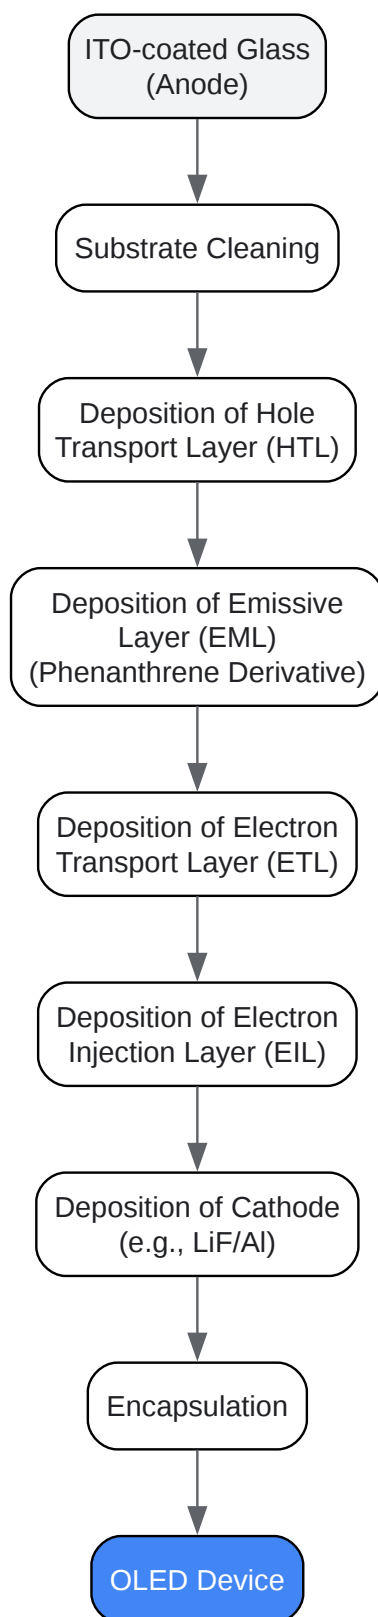 ITO-coated Glass
(Anode)
Substrate Cleaning
Deposition of Hole
Transport Layer (HTL)
Deposition of Emissive
Layer (EML)
(Phenanthrene Derivative)
Deposition of Electron
Transport Layer (ETL)
Deposition of Electron
Injection Layer (EIL)
Deposition of Cathode
(e.g., LiF/Al)
Encapsulation
OLED Device